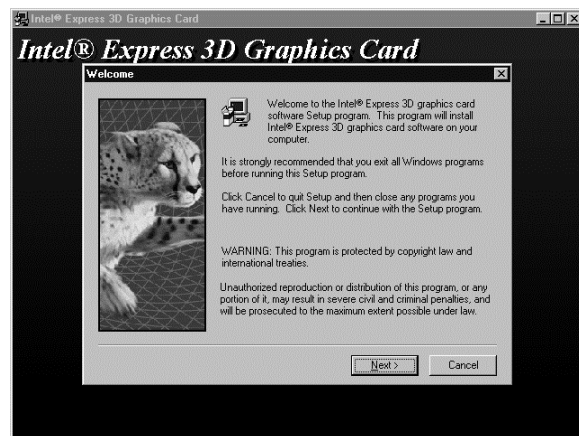 Intel® Express 3D Graphics Card
Intel® Express 3D Graphics Card
Welcome
Welcome to the Intel® Express 3D graphics card
software Setup program. This program will install
Intel® Express 3D graphics card software on your
computer.
It is strongly recommended that you exit all Windows programs
before running this Setup program.
Click Cancel to quit Setup and then close any programs you
have running. Click Next to continue with the Setup program.
WARNING: This program is protected by copyright law and
international treaties.
Unauthorized reproduction or distribution of this program, or any
portion of it, may result in severe civil and criminal penalties, and
will be prosecuted to the maximum extent possible under law.
Next >
Cancel